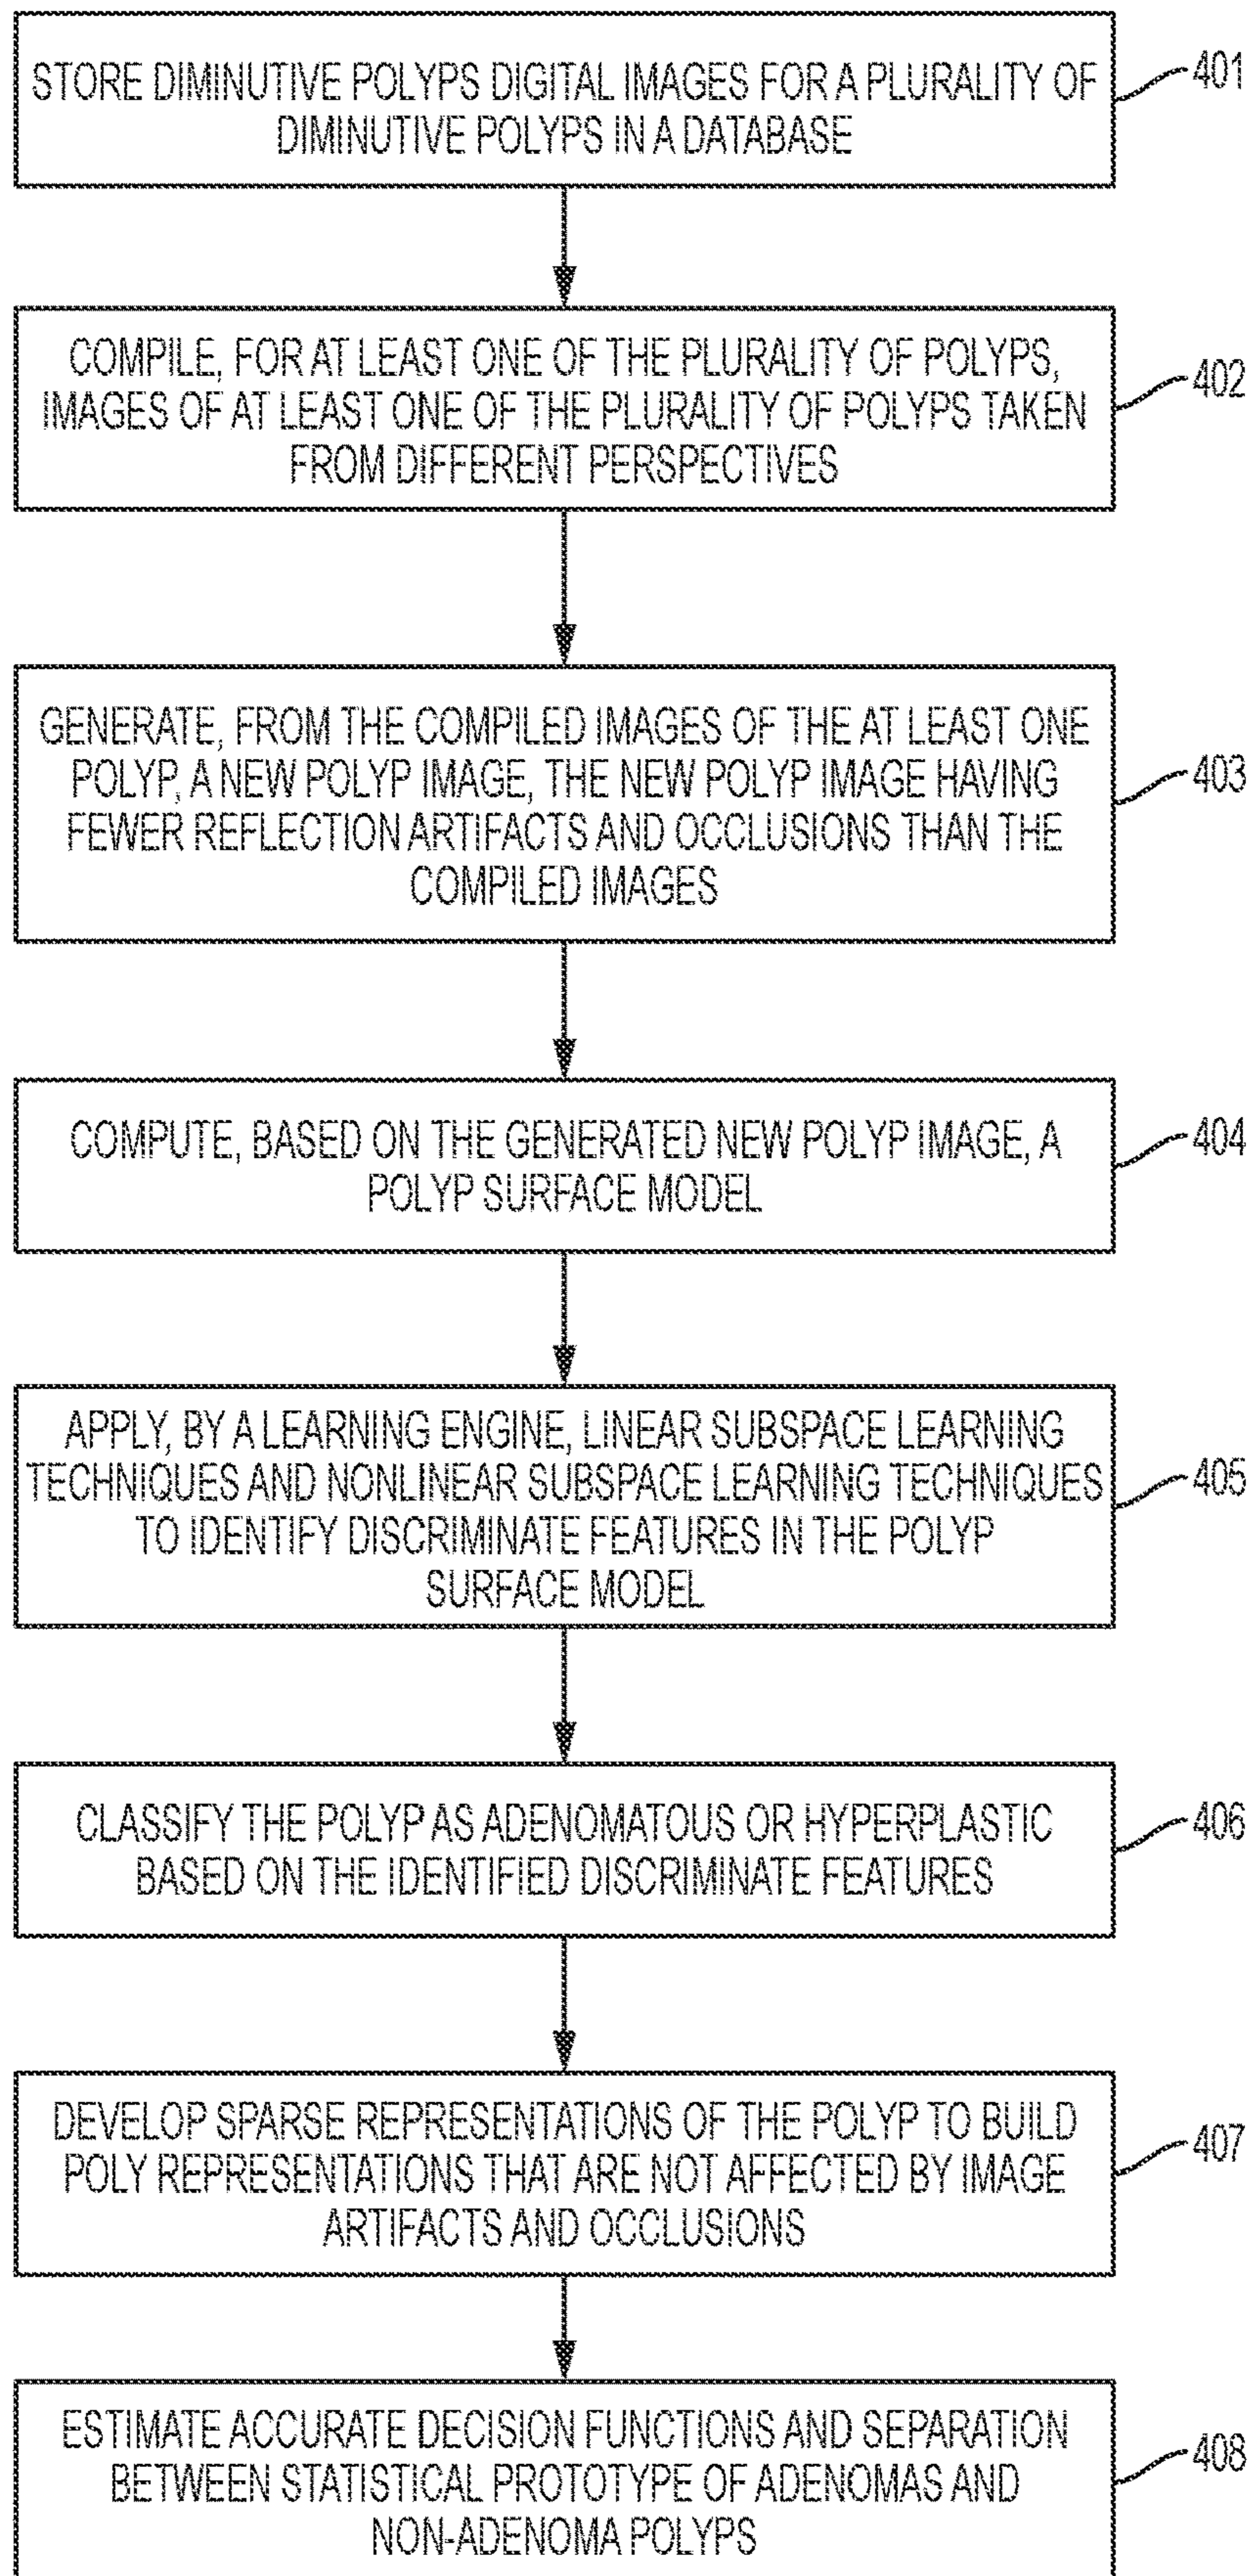 STORE DIMINUTIVE POLYPS DIGITAL IMAGES FOR A PLURALITY OF
DIMINUTIVE POLYPS IN A DATABASE
401
COMPILE, FOR AT LEAST ONE OF THE PLURALITY OF POLYPS,
IMAGES OF AT LEAST ONE OF THE PLURALITY OF POLYPS TAKEN
FROM DIFFERENT PERSPECTIVES
402
GENERATE, FROM THE COMPILED IMAGES OF THE AT LEAST ONE
POLYP, A NEW POLYP IMAGE, THE NEW POLYP IMAGE HAVING
FEWER REFLECTION ARTIFACTS AND OCCLUSIONS THAN THE
COMPILED IMAGES
403
COMPUTE, BASED ON THE GENERATED NEW POLYP IMAGE, A
POLYP SURFACE MODEL
404
APPLY, BY A LEARNING ENGINE, LINEAR SUBSPACE LEARNING
TECHNIQUES AND NONLINEAR SUBSPACE LEARNING TECHNIQUES
TO IDENTIFY DISCRIMINATE FEATURES IN THE POLYP
SURFACE MODEL
405
CLASSIFY THE POLYP AS ADENOMATOUS OR HYPERPLASTIC
BASED ON THE IDENTIFIED DISCRIMINATE FEATURES
406
DEVELOP SPARSE REPRESENTATIONS OF THE POLYP TO BUILD
POLY REPRESENTATIONS THAT ARE NOT AFFECTED BY IMAGE
ARTIFACTS AND OCCLUSIONS
407
ESTIMATE ACCURATE DECISION FUNCTIONS AND SEPARATION
BETWEEN STATISTICAL PROTOTYPE OF ADENOMAS AND
NON-ADENOMA POLYPS
408